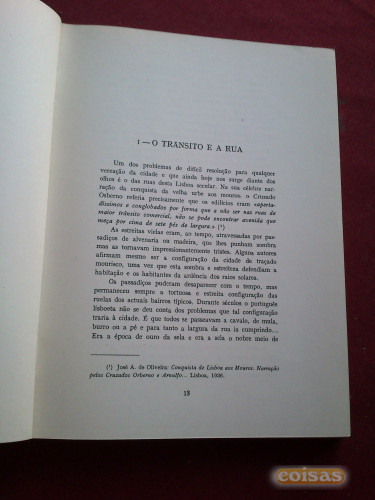 I — O TRÂNSITO E A RUA
Um dos problemas de difícil resolução para qualquer
vereação da cidade e que ainda hoje nos surge diante dos
olhos é o das ruas desta Lisboa secular. Na sua célebre nar-
ração da conquista da velha urbe aos mouros, o Cruzado
Osberno referiu precisamente que os edifícios eram «aperta-
díssimos e conglobados por forma que a não ser nas ruas de
maior trânsito comercial, não se pode encontrar avenida que
meça por cima de sete pés de largura.» (¹)
As estreitas vielas eram, ao tempo, atravessadas por pas-
sadiços de alvenaria ou madeira, que lhes punham sombra
mas as tornavam impressionantemente tristes. Alguns autores
afirmam mesmo ser a configuração da cidade de traçado
mourisco, uma vez que esta sombra e estreiteza defendiam a
habitação e os habitantes da ardência dos raios solares.
Os passadiços puderam desaparecer com o tempo, mas
permaneceu sempre a tortuosa e estreita configuração das
ruelas dos actuais bairros típicos. Durante séculos o português
lisboeta não se deu conta dos problemas que tal configuração
traria à cidade. É que todos se passeavam a cavalo, de mula,
burro ou a pé e para tanto a largura da rua ia cumprindo...
Era a época de ouro da sela e era a sola o nobre meio de
(¹) José A. de Oliveira: Conquista de Lisboa aos Mouros. Narração
pelos Cruzados Osberno e Arnulfo... Lisboa, 1936.
13
coisas